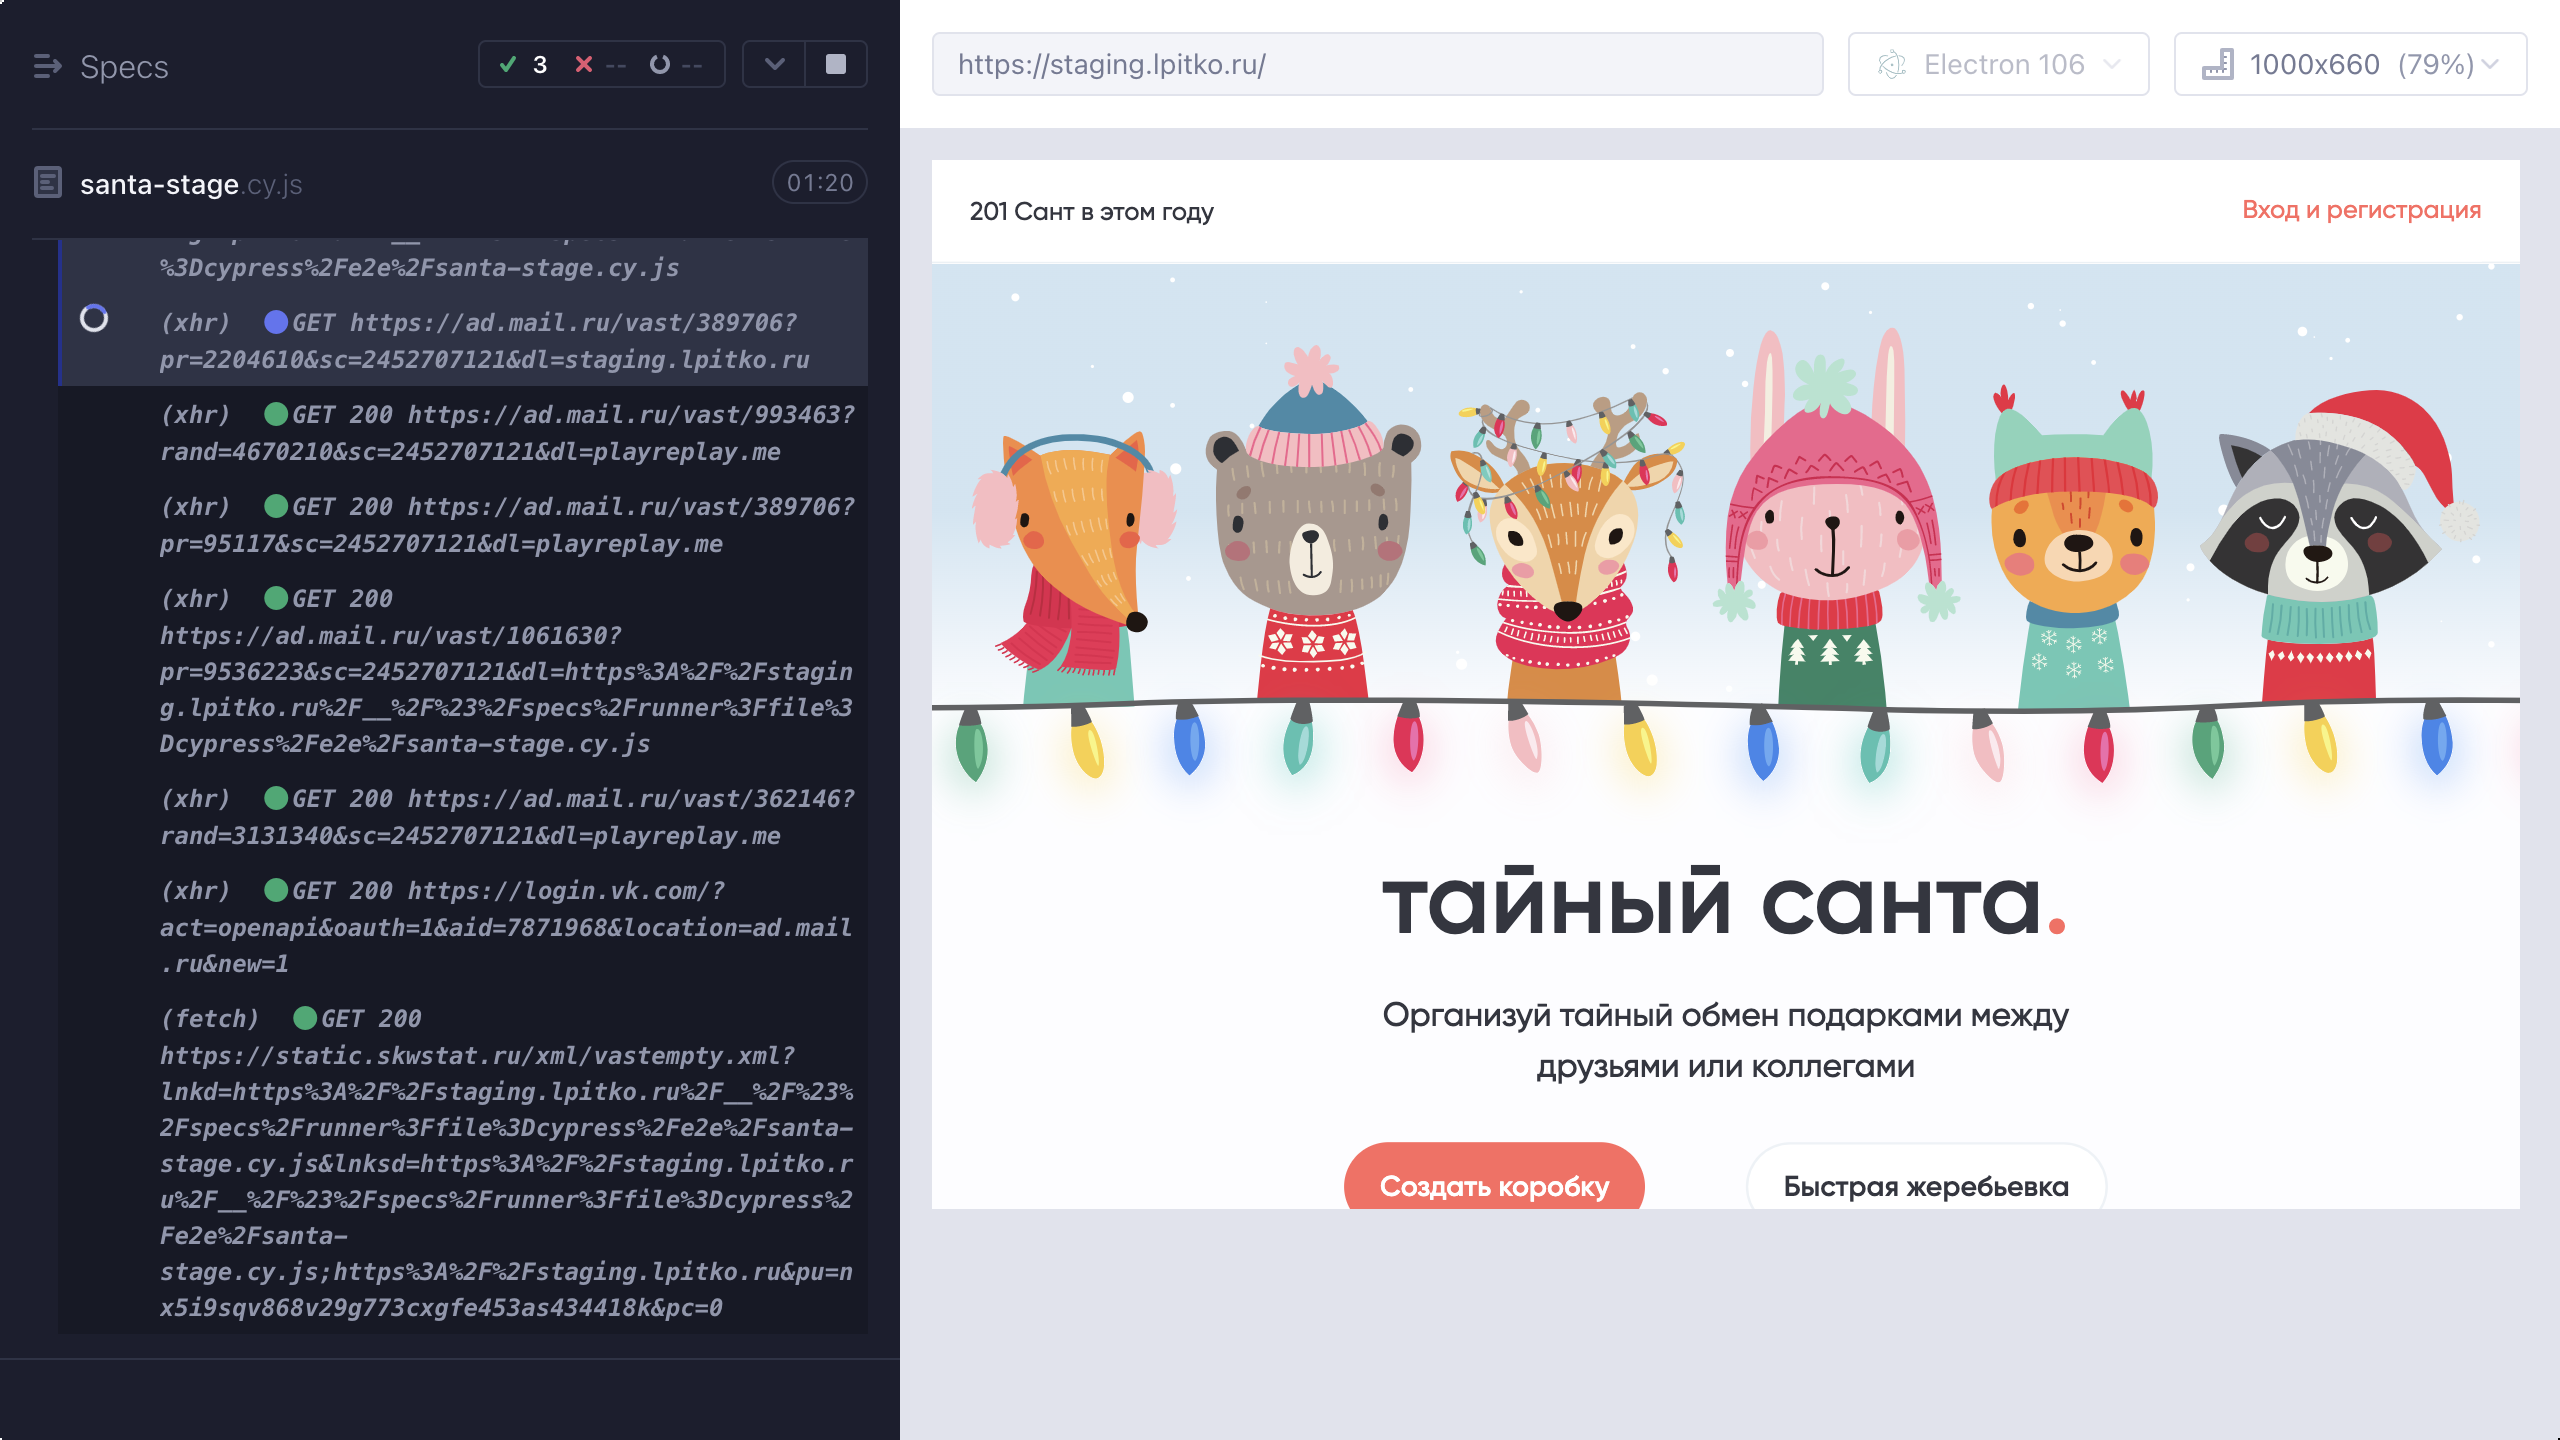 Specs
3
--
--
santa-stage.cy.js
01:20
%3Dcypress%2Fe2e%2Fsanta-stage.cy.js
(xhr) GET https://ad.mail.ru/vast/389706?
pr=2204610&sc=2452707121&dl=staging.lpitko.ru
(xhr) GET 200 https://ad.mail.ru/vast/993463?
rand=4670210&sc=2452707121&dl=playreplay.me
(xhr) GET 200 https://ad.mail.ru/vast/389706?
pr=95117&sc=2452707121&dl=playreplay.me
(xhr) GET 200
https://ad.mail.ru/vast/1061630?
pr=9536223&sc=2452707121&dl=https%3A%2F%2Fstagin
g.lpitko.ru%2F__%2F%23%2Fspecs%2Frunner%3Ffile%3
Dcypress%2Fe2e%2Fsanta-stage.cy.js
(xhr) GET 200 https://ad.mail.ru/vast/362146?
rand=3131340&sc=2452707121&dl=playreplay.me
(xhr) GET 200 https://login.vk.com/?
act=openapi&oauth=1&aid=7871968&location=ad.mail
.ru&new=1
(fetch) GET 200
https://static.skwstat.ru/xml/vastempty.xml?
lnkd=https%3A%2F%2Fstaging.lpitko.ru%2F__%2F%23%
2Fspecs%2Frunner%3Ffile%3Dcypress%2Fe2e%2Fsanta-
stage.cy.js&lnksd=https%3A%2F%2Fstaging.lpitko.r
u%2F__%2F%23%2Fspecs%2Frunner%3Ffile%3Dcypress%2
Fe2e%2Fsanta-
stage.cy.js;https%3A%2F%2Fstaging.lpitko.ru&pu=n
x5i9sqv868v29g773cxgfe453as434418k&pc=0
https://staging.lpitko.ru/
Electron 106
1000x660 (79%)
201 Сант в этом году
Вход и регистрация
тайный санта.
Организуй тайный обмен подарками между
друзьями или коллегами
Создать коробку
Быстрая жеребьевка